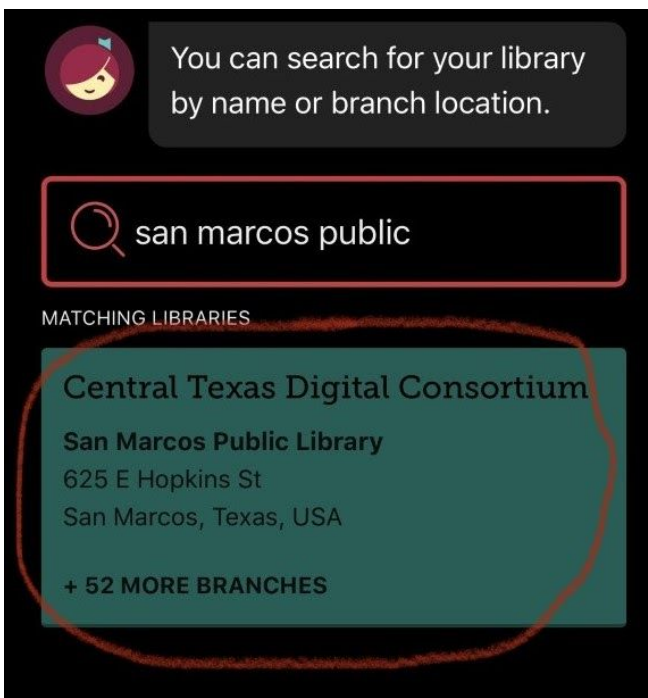 You can search for your library
by name or branch location.
san marcos public
MATCHING LIBRARIES
Central Texas Digital Consortium
San Marcos Public Library
625 E Hopkins St
San Marcos, Texas, USA
+ 52 MORE BRANCHES